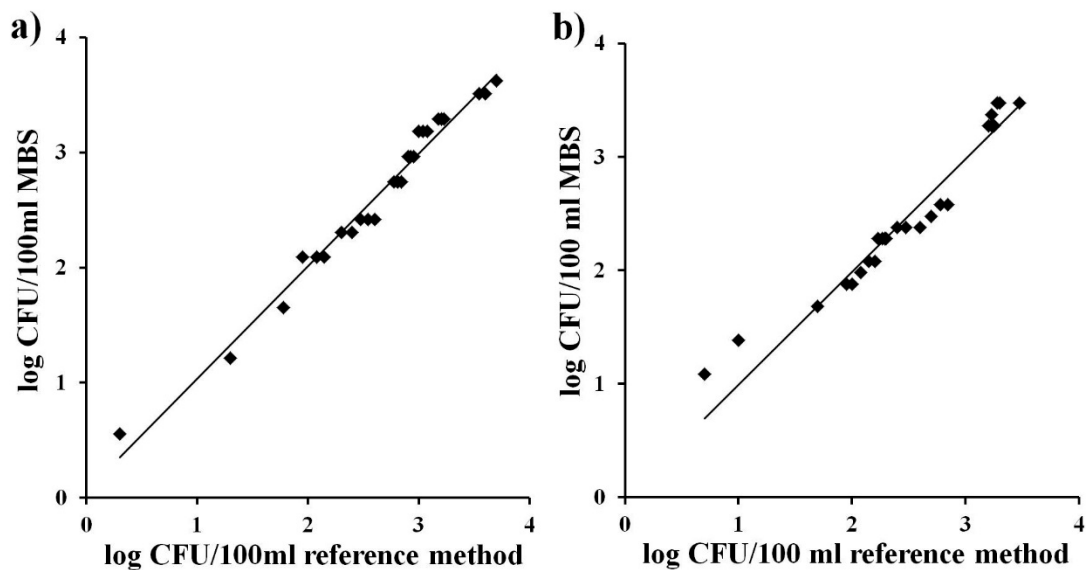 a)
4
3
2
1
0
log CFU/100ml MBS
0 1 2 3 4
log CFU/100ml reference method
b)
4
3
2
1
0
log CFU/100 ml MBS
0 1 2 3 4
log CFU/100 ml reference method